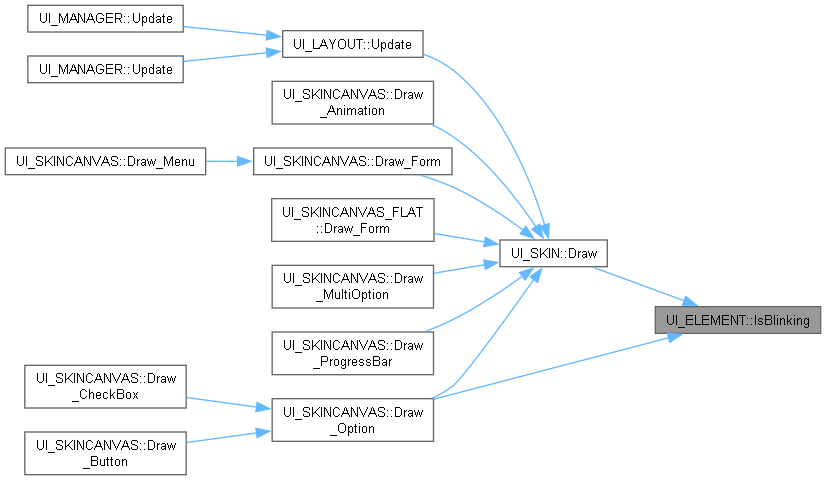 UI_MANAGER::Update
UI_MANAGER::Update
UI_LAYOUT::Update
UI_SKINCANVAS::Draw
_Animation
UI_SKINCANVAS::Draw_Menu
UI_SKINCANVAS::Draw_Form
UI_SKINCANVAS_FLAT
::Draw_Form
UI_SKIN::Draw
UI_SKINCANVAS::Draw
_MultiOption
UI_ELEMENT::IsBlinking
UI_SKINCANVAS::Draw
_ProgressBar
UI_SKINCANVAS::Draw
_CheckBox
UI_SKINCANVAS::Draw
_Option
UI_SKINCANVAS::Draw
_Button